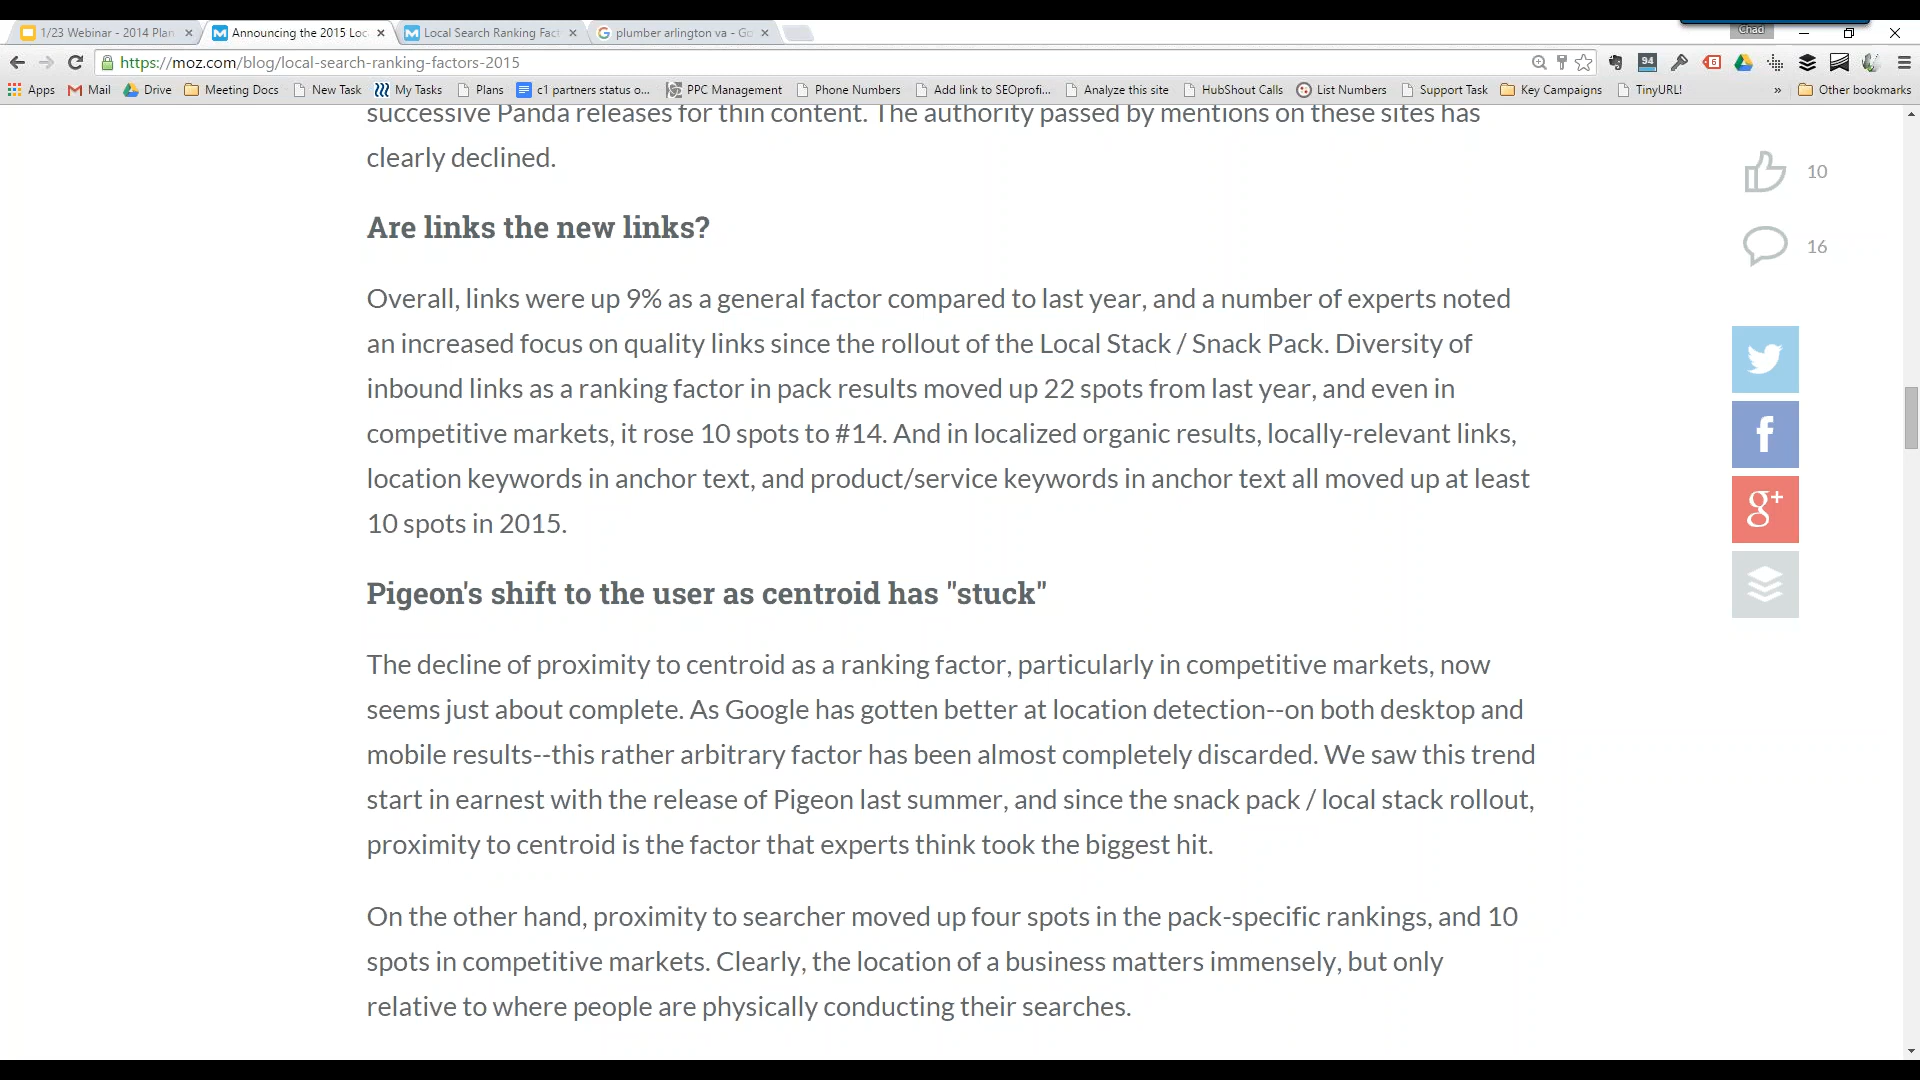 Chad
1/23 Webinar - 2014 Plan
Announcing the 2015 Loc
Local Search Ranking Fact
plumber arlington va - Go
https://moz.com/blog/local-search-ranking-factors-2015
94
6
Apps Mail Drive Meeting Docs New Task My Tasks Plans c1 partners status o... PPC Management Phone Numbers Add link to SEOprofi... Analyze this site HubShout Calls List Numbers Support Task Key Campaigns TinyURL! » Other bookmarks
successive Panda releases for thin content. The authority passed by mentions on these sites has
clearly declined.
10
Are links the new links?
16
Overall, links were up 9% as a general factor compared to last year, and a number of experts noted
an increased focus on quality links since the rollout of the Local Stack / Snack Pack. Diversity of
inbound links as a ranking factor in pack results moved up 22 spots from last year, and even in
competitive markets, it rose 10 spots to #14. And in localized organic results, locally-relevant links,
location keywords in anchor text, and product/service keywords in anchor text all moved up at least
10 spots in 2015.
f
g+
Pigeon's shift to the user as centroid has "stuck"
The decline of proximity to centroid as a ranking factor, particularly in competitive markets, now
seems just about complete. As Google has gotten better at location detection--on both desktop and
mobile results--this rather arbitrary factor has been almost completely discarded. We saw this trend
start in earnest with the release of Pigeon last summer, and since the snack pack / local stack rollout,
proximity to centroid is the factor that experts think took the biggest hit.
On the other hand, proximity to searcher moved up four spots in the pack-specific rankings, and 10
spots in competitive markets. Clearly, the location of a business matters immensely, but only
relative to where people are physically conducting their searches.